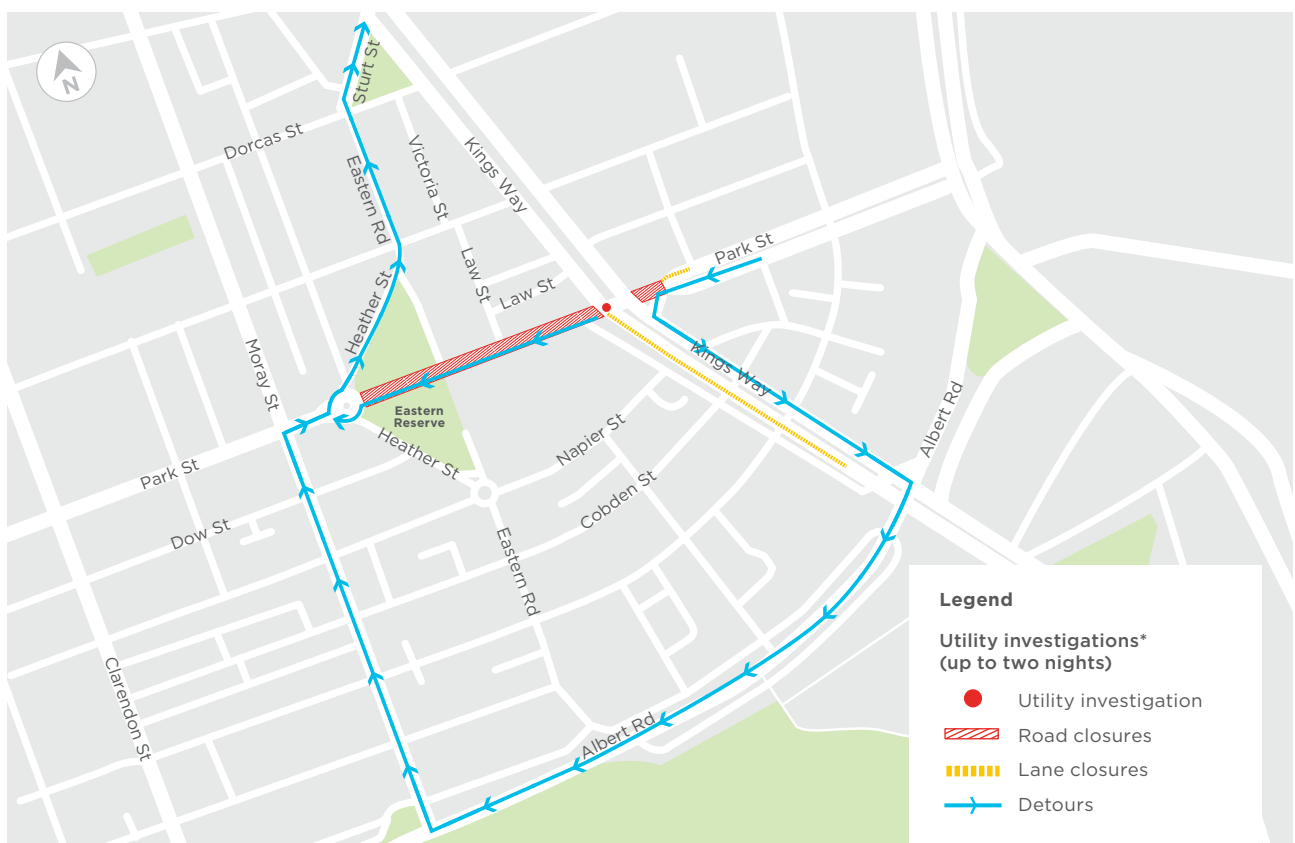 N
Sturt St
Dorcas St
Victoria St
Kings Way
Eastern Rd
Park St
Law St
Law St
Heather St
Moray St
Kings Way
Albert Rd
Eastern
Reserve
Napier St
Heather St
Park St
Cobden St
Dow St
Eastern Rd
Clarendon St
Albert Rd
Legend
Utility investigations*
(up to two nights)
Utility investigation
Road closures
Lane closures
Detours